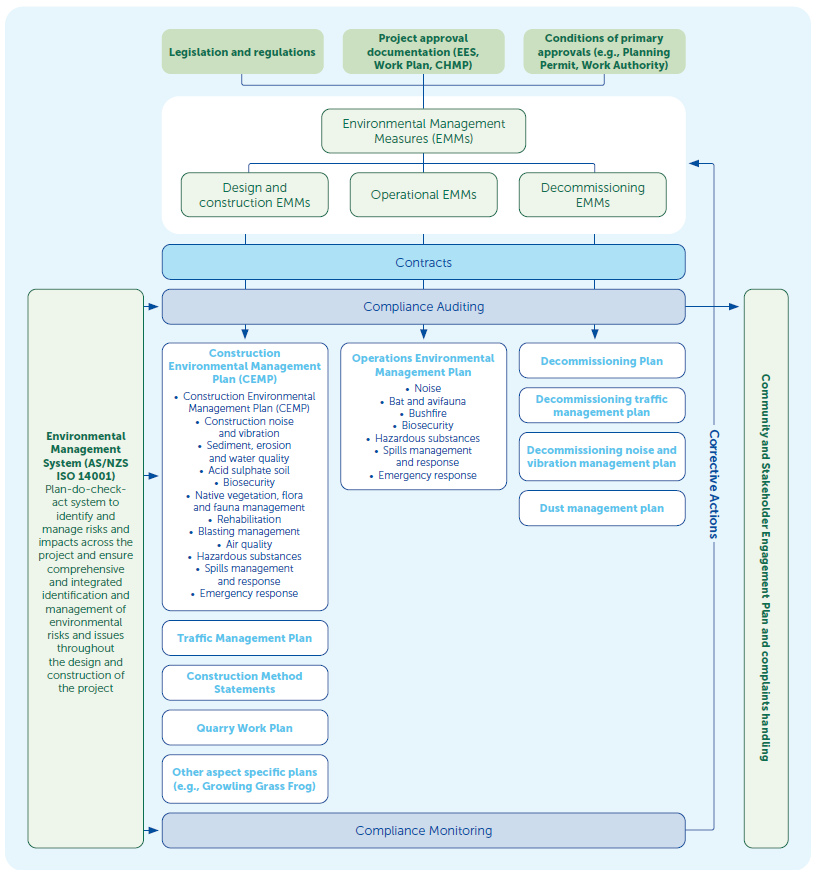 Legislation and regulations
Project approval
documentation (EES,
Work Plan, CHMP)
Conditions of primary
approvals (e.g., Planning
Permit, Work Authority)
Environmental Management
Measures (EMMs)
Design and
construction EMMs
Operational EMMs
Decommissioning
EMMs
Contracts
Compliance Auditing
Environmental
Management
System (AS/NZS
ISO 14001)
Plan-do-check-
act system to
identify and
manage risks and
impacts across the
project and ensure
comprehensive
and integrated
identification and
management of
environmental
risks and issues
throughout
the design and
construction of
the project
Construction
Environmental Management
Plan (CEMP)
• Construction Environmental
Management Plan (CEMP)
• Construction noise
and vibration
• Sediment, erosion
and water quality
• Acid sulphate soil
• Biosecurity
• Native vegetation, flora
and fauna management
• Rehabilitation
• Blasting management
• Air quality
• Hazardous substances
• Spills management
and response
• Emergency response
Traffic Management Plan
Construction Method
Statements
Quarry Work Plan
Other aspect specific plans
(e.g., Growling Grass Frog)
Operations Environmental
Management Plan
• Noise
• Bat and avifauna
• Bushfire
• Biosecurity
• Hazardous substances
• Spills management
and response
• Emergency response
Decommissioning Plan
Decommissioning traffic
management plan
Decommissioning noise and
vibration management plan
Dust management plan
Compliance Monitoring
Corrective Actions
Community and Stakeholder Engagement Plan and complaints handling